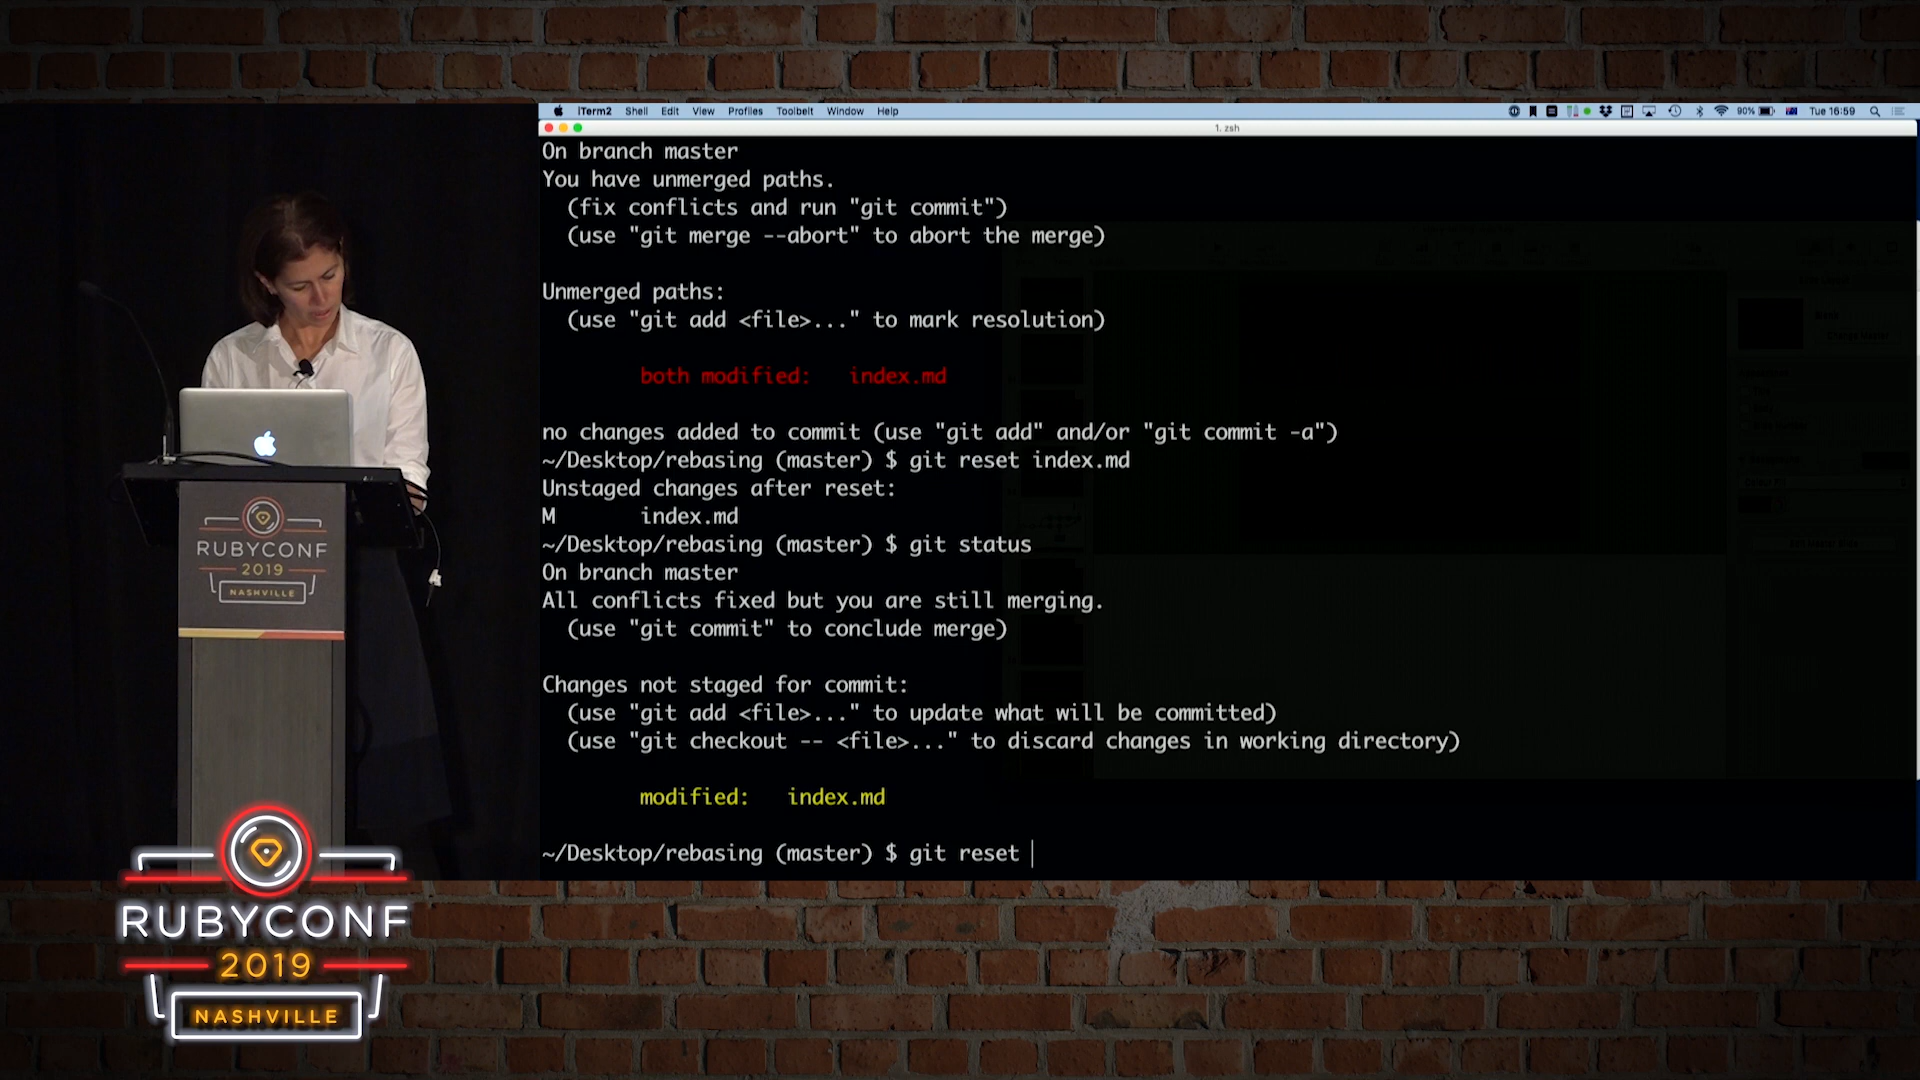 iTerm2 Shell Edit View Profiles Toolbelt Window Help 90% Tue 16:59
1. zsh
On branch master
You have unmerged paths.
(fix conflicts and run "git commit")
(use "git merge --abort" to abort the merge)
Unmerged paths:
(use "git add <file>..." to mark resolution)
both modified: index.md
no changes added to commit (use "git add" and/or "git commit -a")
~/Desktop/rebasing (master) $ git reset index.md
Unstaged changes after reset:
M index.md
~/Desktop/rebasing (master) $ git status
On branch master
All conflicts fixed but you are still merging.
(use "git commit" to conclude merge)
Changes not staged for commit:
(use "git add <file>..." to update what will be committed)
(use "git checkout -- <file>..." to discard changes in working directory)
modified: index.md
~/Desktop/rebasing (master) $ git reset
RUBYCONF
2019
NASHVILLE
RUBYCONF
2019
NASHVILLE